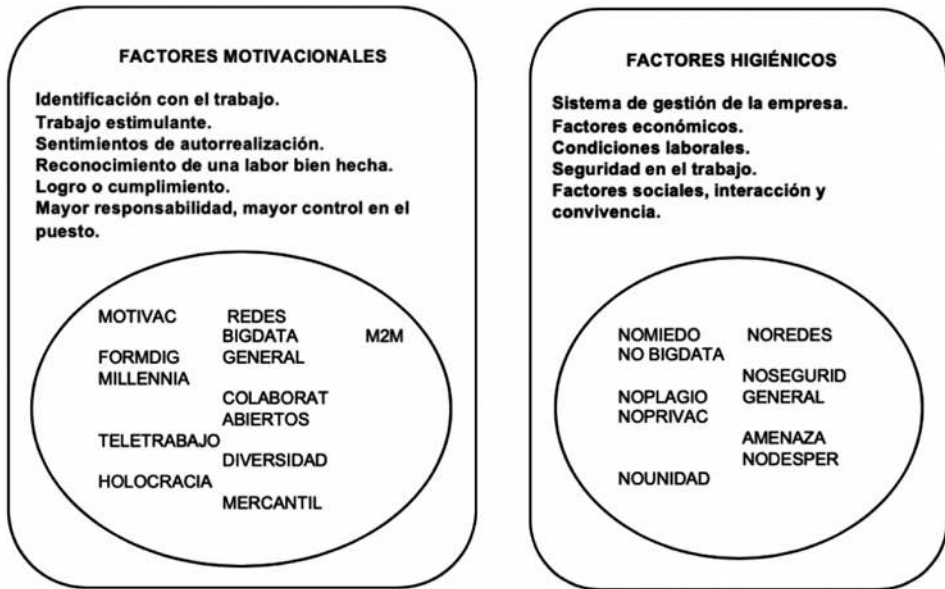 FACTORES MOTIVACIONALES
Identificación con el trabajo.
Trabajo estimulante.
Sentimientos de autorrealización.
Reconocimiento de una labor bien hecha.
Logro o cumplimiento.
Mayor responsabilidad, mayor control en el
puesto.
MOTIVAC REDES
BIGDATA M2M
FORMDIG GENERAL
MILLENNIA
COLABORAT
ABIERTOS
TELETRABAJO
DIVERSIDAD
HOLOCRACIA
MERCANTIL
FACTORES HIGIÉNICOS
Sistema de gestión de la empresa.
Factores económicos.
Condiciones laborales.
Seguridad en el trabajo.
Factores sociales, interacción y
convivencia.
NOMIEDO NOREDES
NO BIGDATA
NOSEGURID
NOPLAGIO GENERAL
NOPRIVAC
AMENAZA
NODESPER
NOUNIDAD